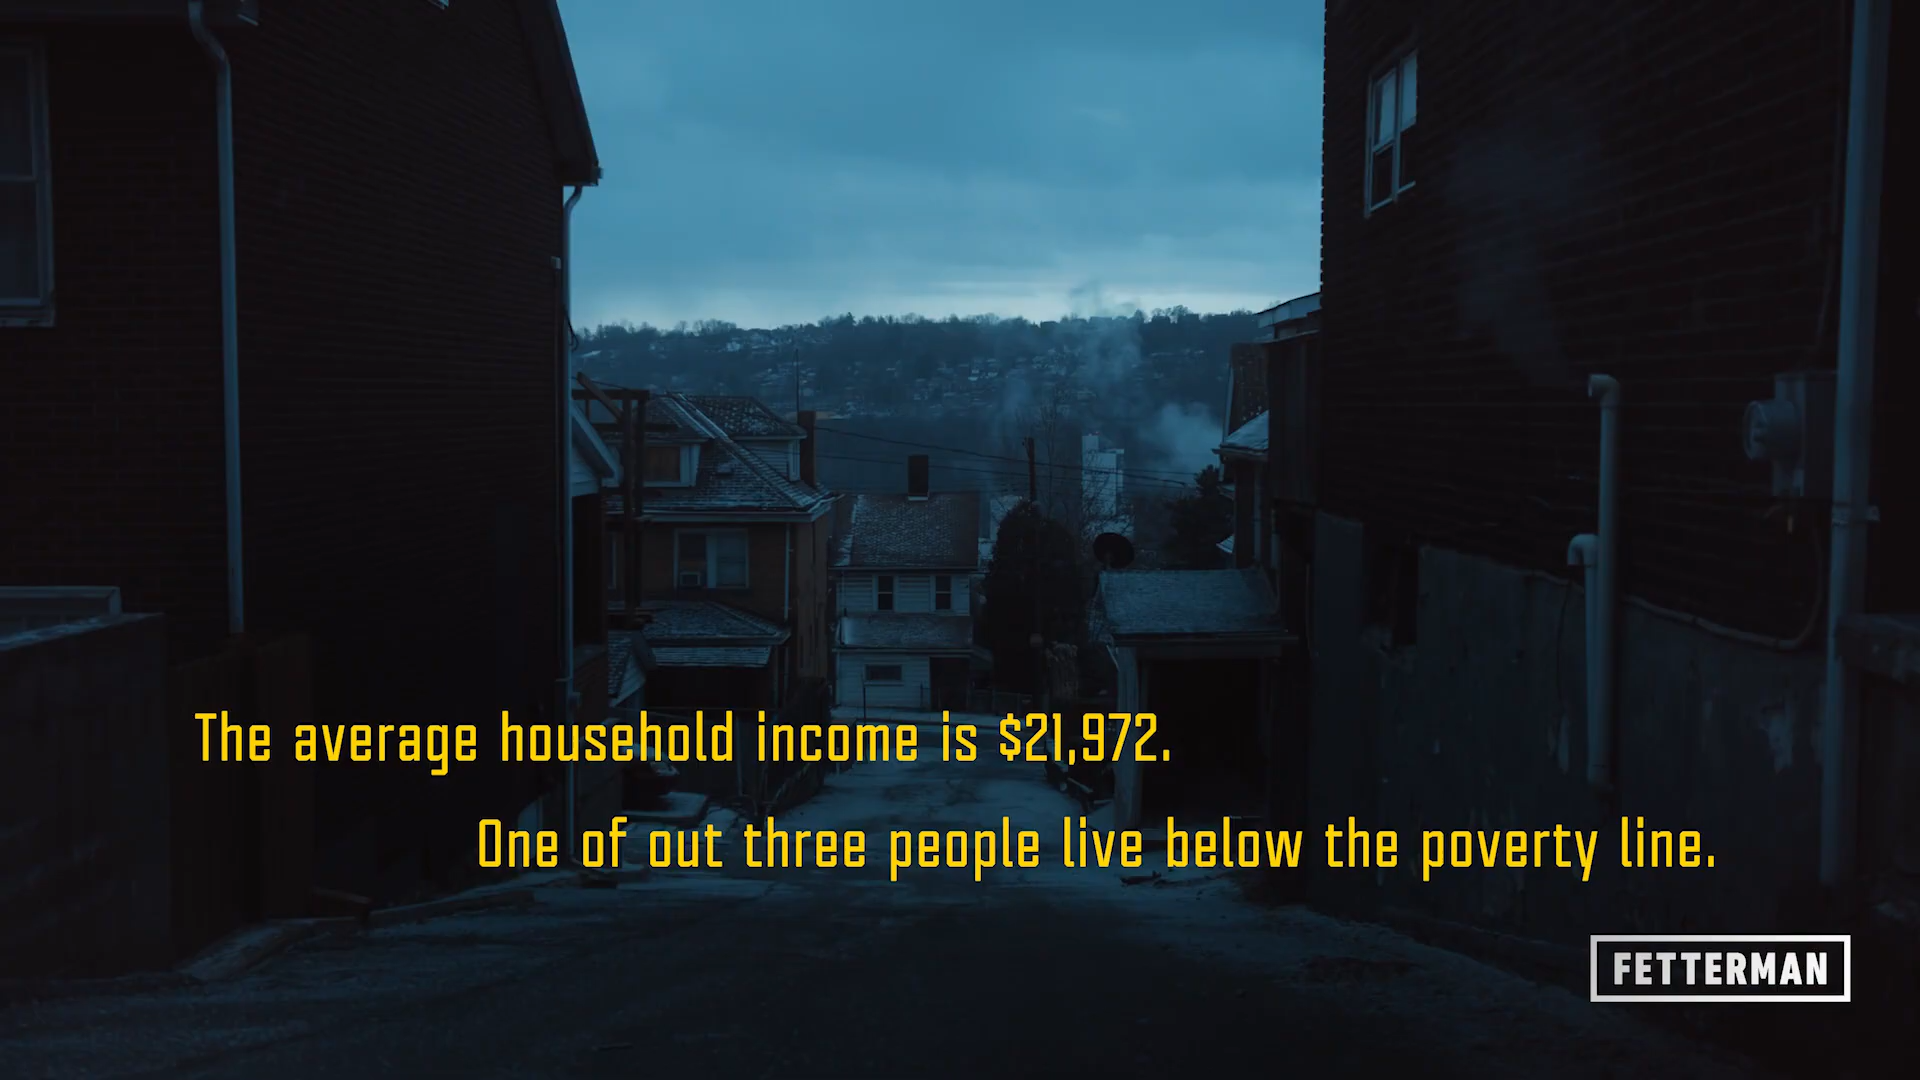 The average household income is $21,972.
One of out three people live below the poverty line.
FETTERMAN